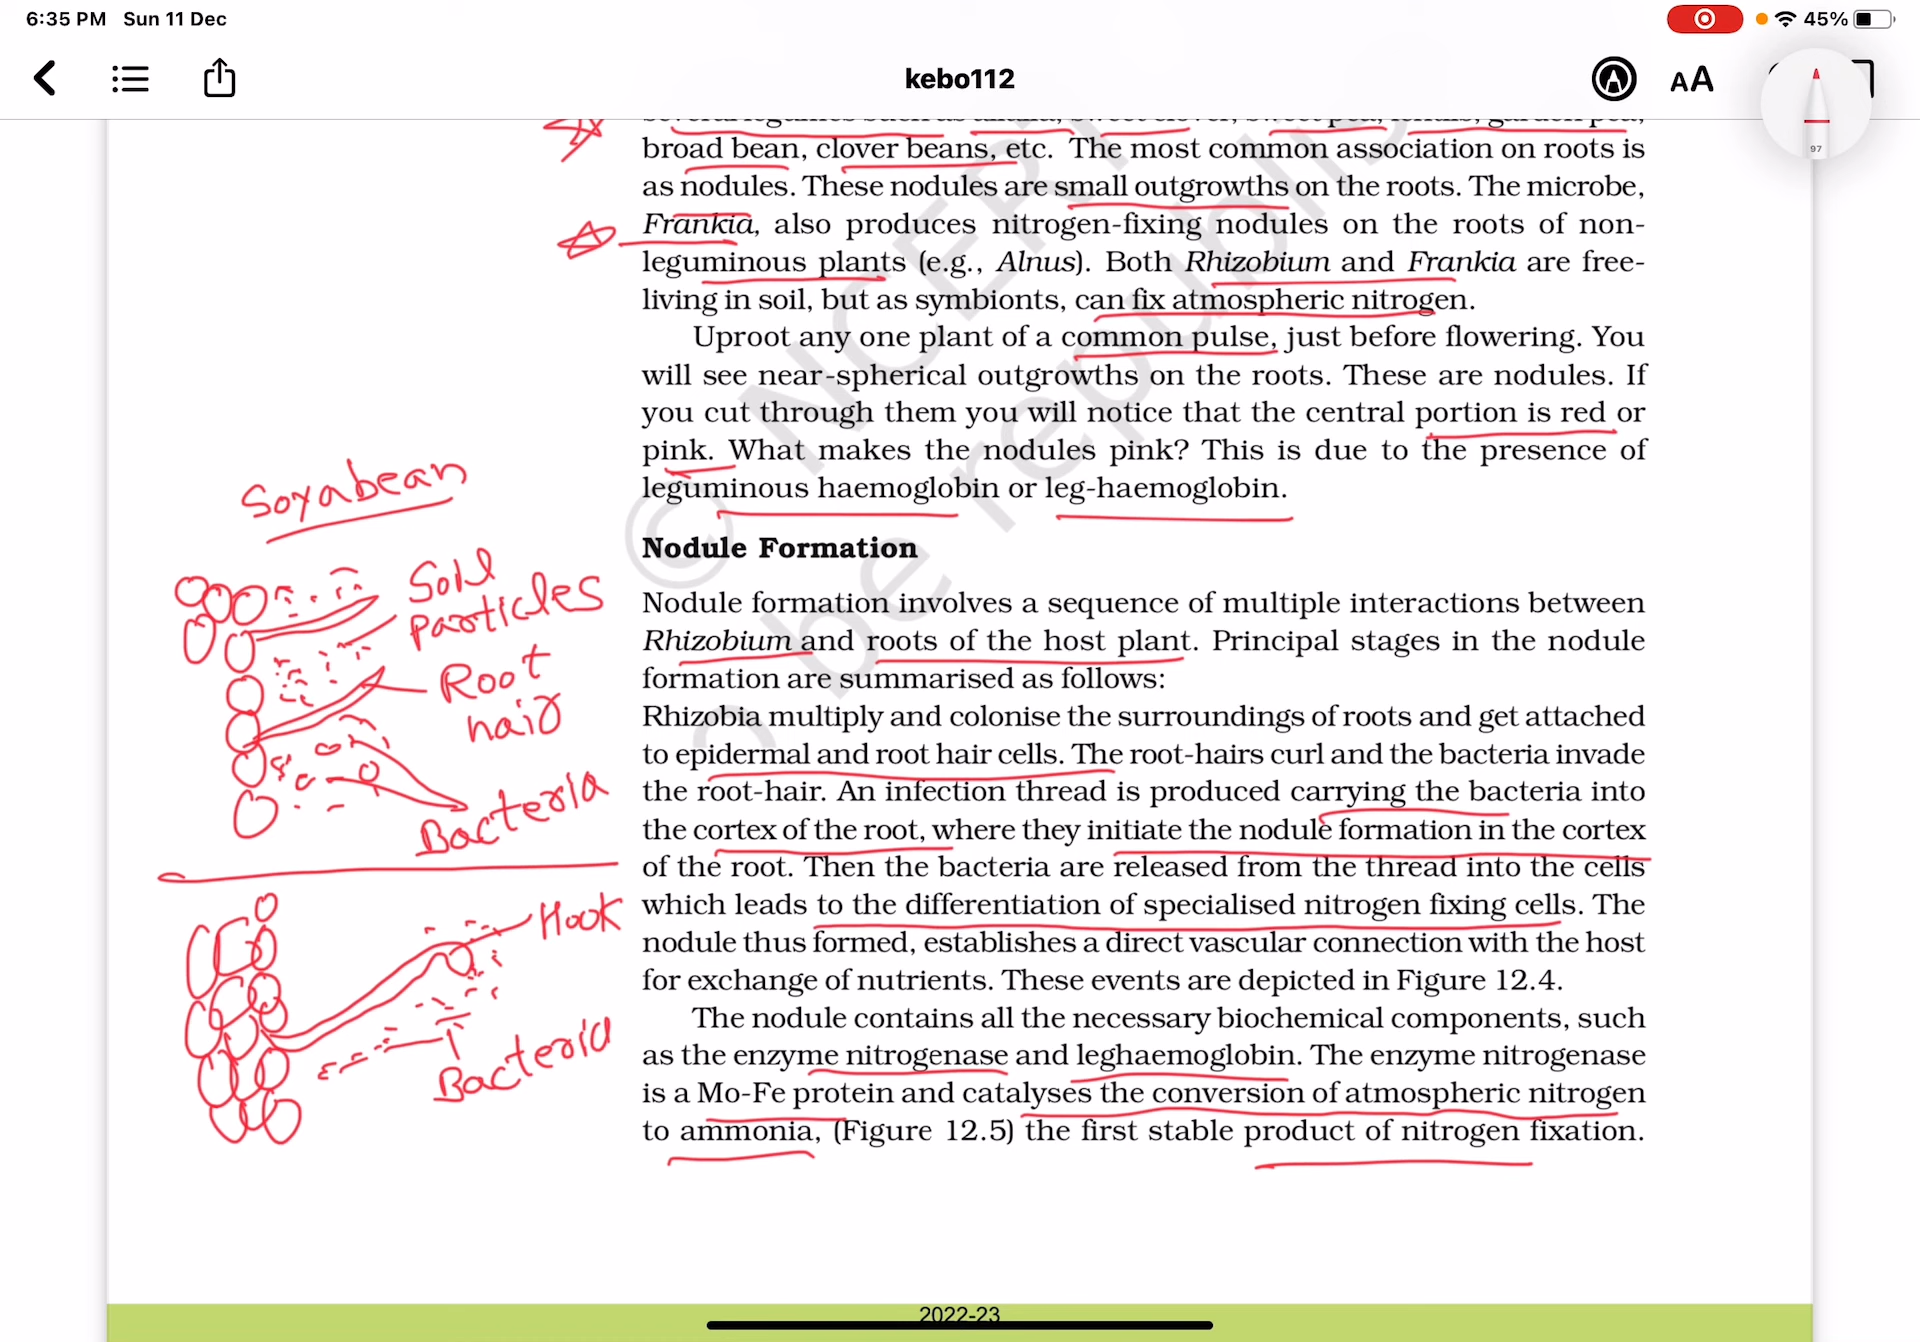 6:35 PM Sun 11 Dec
45%
kebo112
AA
97
broad bean, clover beans, etc. The most common association on roots is
as nodules. These nodules are small outgrowths on the roots. The microbe,
Frankia, also produces nitrogen-fixing nodules on the roots of non-
leguminous plants (e.g., Alnus). Both Rhizobium and Frankia are free-
living in soil, but as symbionts, can fix atmospheric nitrogen.
Uproot any one plant of a common pulse, just before flowering. You
will see near-spherical outgrowths on the roots. These are nodules. If
you cut through them you will notice that the central portion is red or
pink. What makes the nodules pink? This is due to the presence of
leguminous haemoglobin or leg-haemoglobin.
Nodule Formation
Nodule formation involves a sequence of multiple interactions between
Rhizobium and roots of the host plant. Principal stages in the nodule
formation are summarised as follows:
Rhizobia multiply and colonise the surroundings of roots and get attached
to epidermal and root hair cells. The root-hairs curl and the bacteria invade
the root-hair. An infection thread is produced carrying the bacteria into
the cortex of the root, where they initiate the nodule formation in the cortex
of the root. Then the bacteria are released from the thread into the cells
which leads to the differentiation of specialised nitrogen fixing cells. The
nodule thus formed, establishes a direct vascular connection with the host
for exchange of nutrients. These events are depicted in Figure 12.4.
The nodule contains all the necessary biochemical components, such
as the enzyme nitrogenase and leghaemoglobin. The enzyme nitrogenase
is a Mo-Fe protein and catalyses the conversion of atmospheric nitrogen
to ammonia, (Figure 12.5) the first stable product of nitrogen fixation.
Soyabean
Soil
particles
Root
hair
Bacteria
Hook
Bacteria
© NCERT
be republis
2022-23